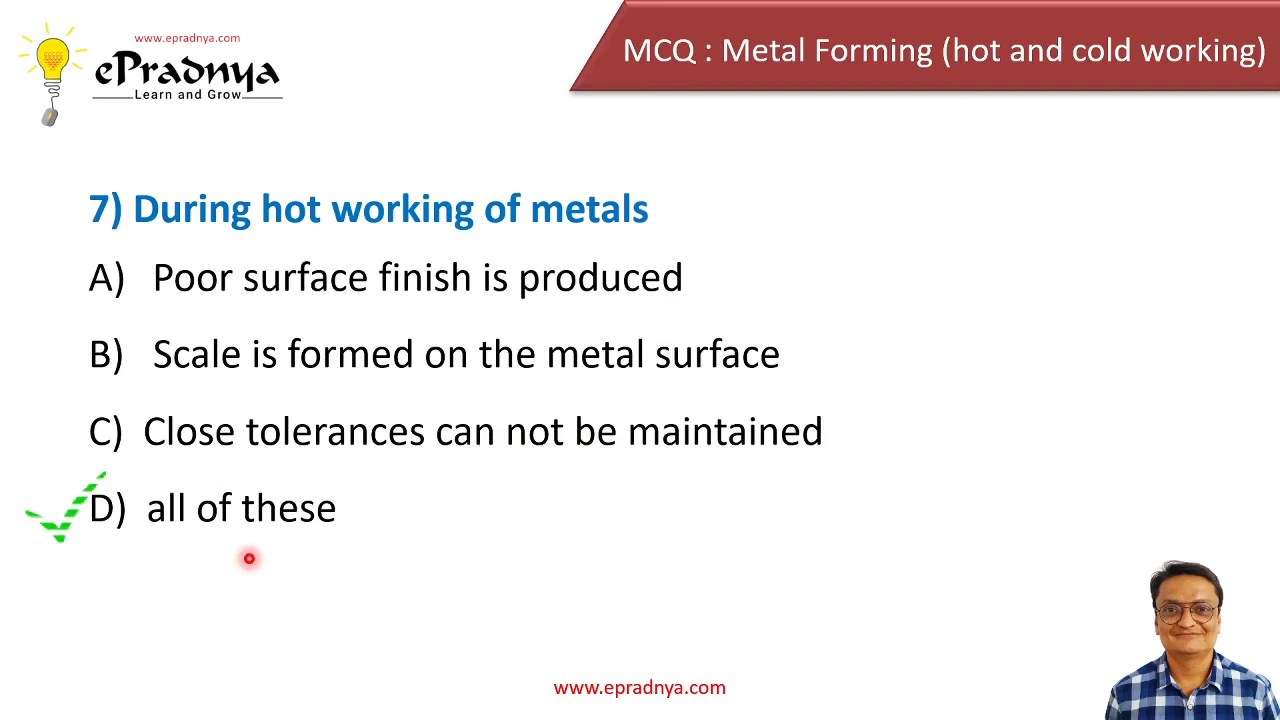 www.epradnya.com
ePradnya
Learn and Grow
MCQ : Metal Forming (hot and cold working)
7) During hot working of metals
A) Poor surface finish is produced
B) Scale is formed on the metal surface
C) Close tolerances can not be maintained
D) all of these
www.epradnya.com